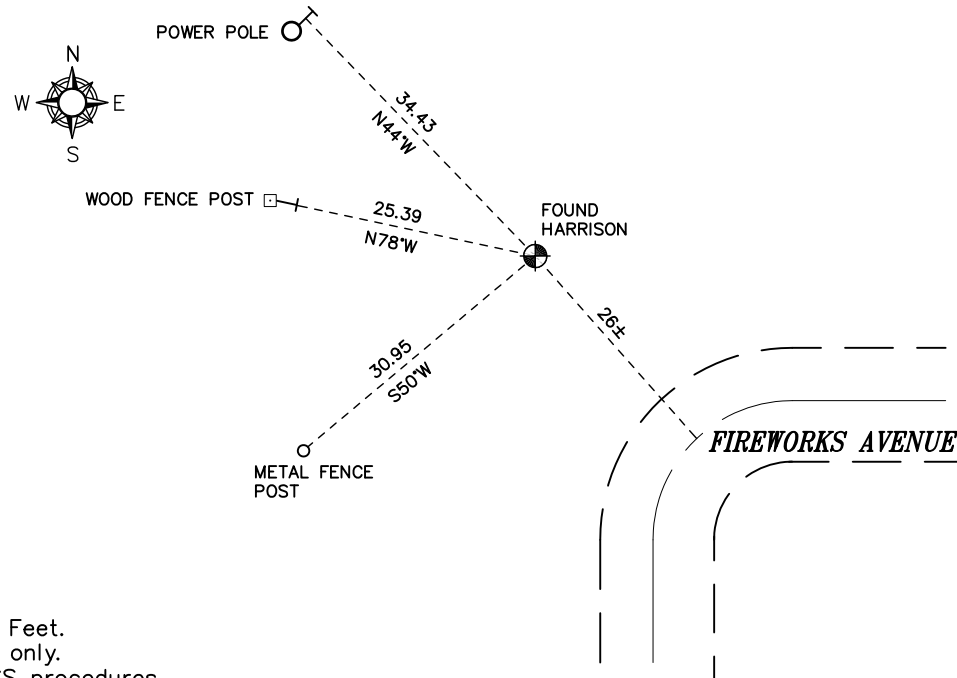 POWER POLE
N
W E
S
34.43
N44°W
WOOD FENCE POST
25.39
N78°W
FOUND
HARRISON
26±
30.95
S50°W
FIREWORKS AVENUE
METAL FENCE
POST
Feet.
only.
procedures